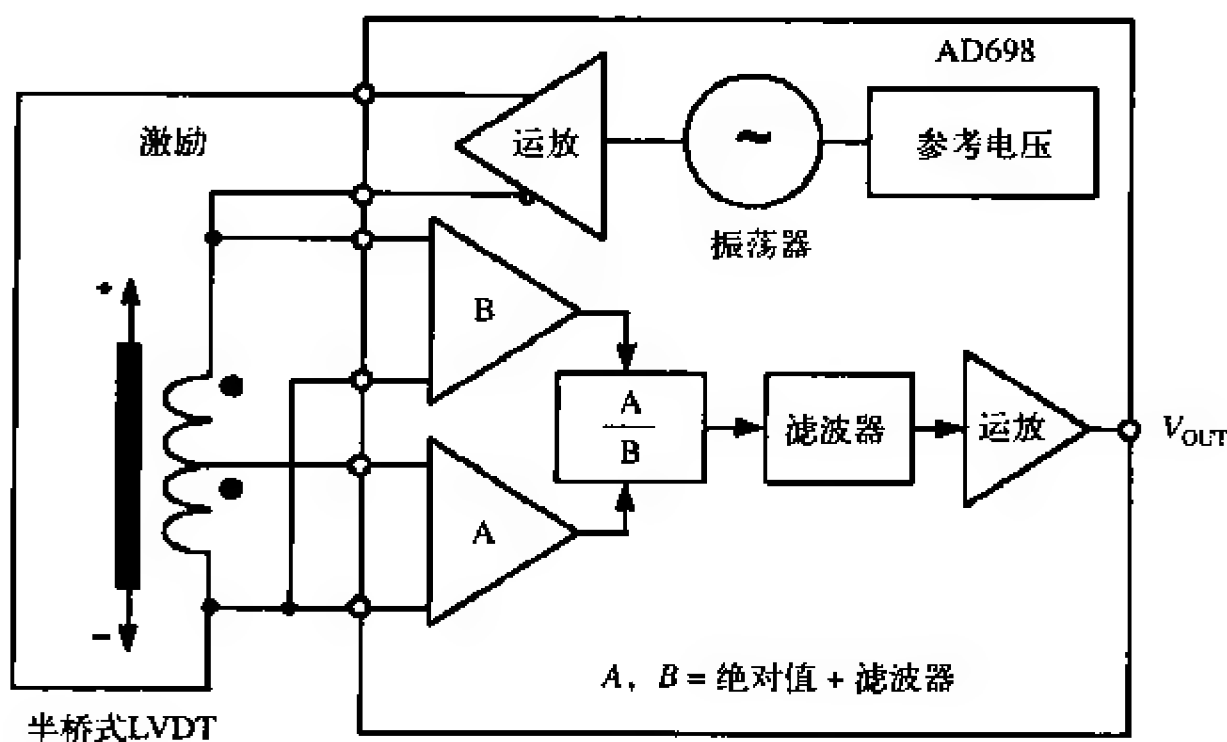 AD698
激励
运放
~
参考电压
振荡器
+
B
A
B
滤波器
运放
VOUT
A
−
A, B = 绝对值 + 滤波器
半桥式LVDT